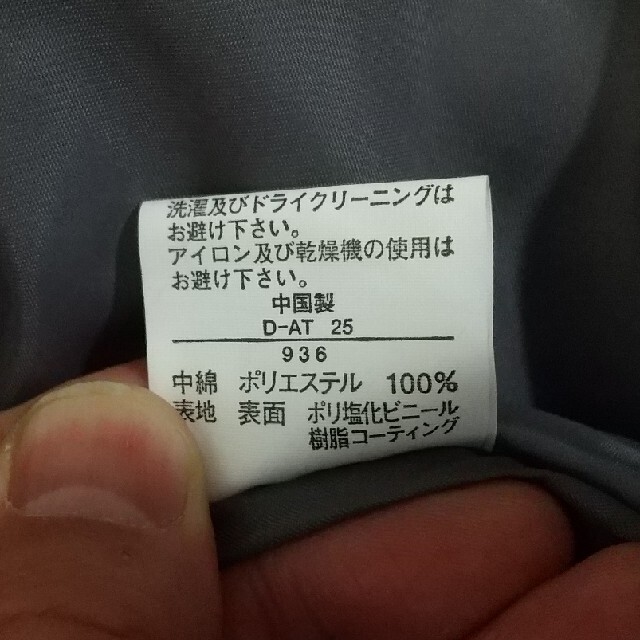 洗濯及びドライクリーニングは
お避け下さい。
アイロン及び乾燥機の使用は
お避け下さい。
中国製
D-AT 25
936
中綿 ポリエステル 100%
表地 表面 ポリ塩化ビニール
樹脂コーティング